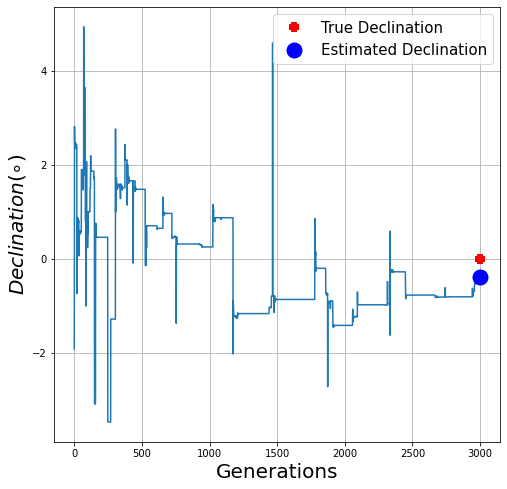 True Declination
Estimated Declination
4
2
0
−2
Declination(∘)
0
500
1000
1500
2000
2500
3000
Generations